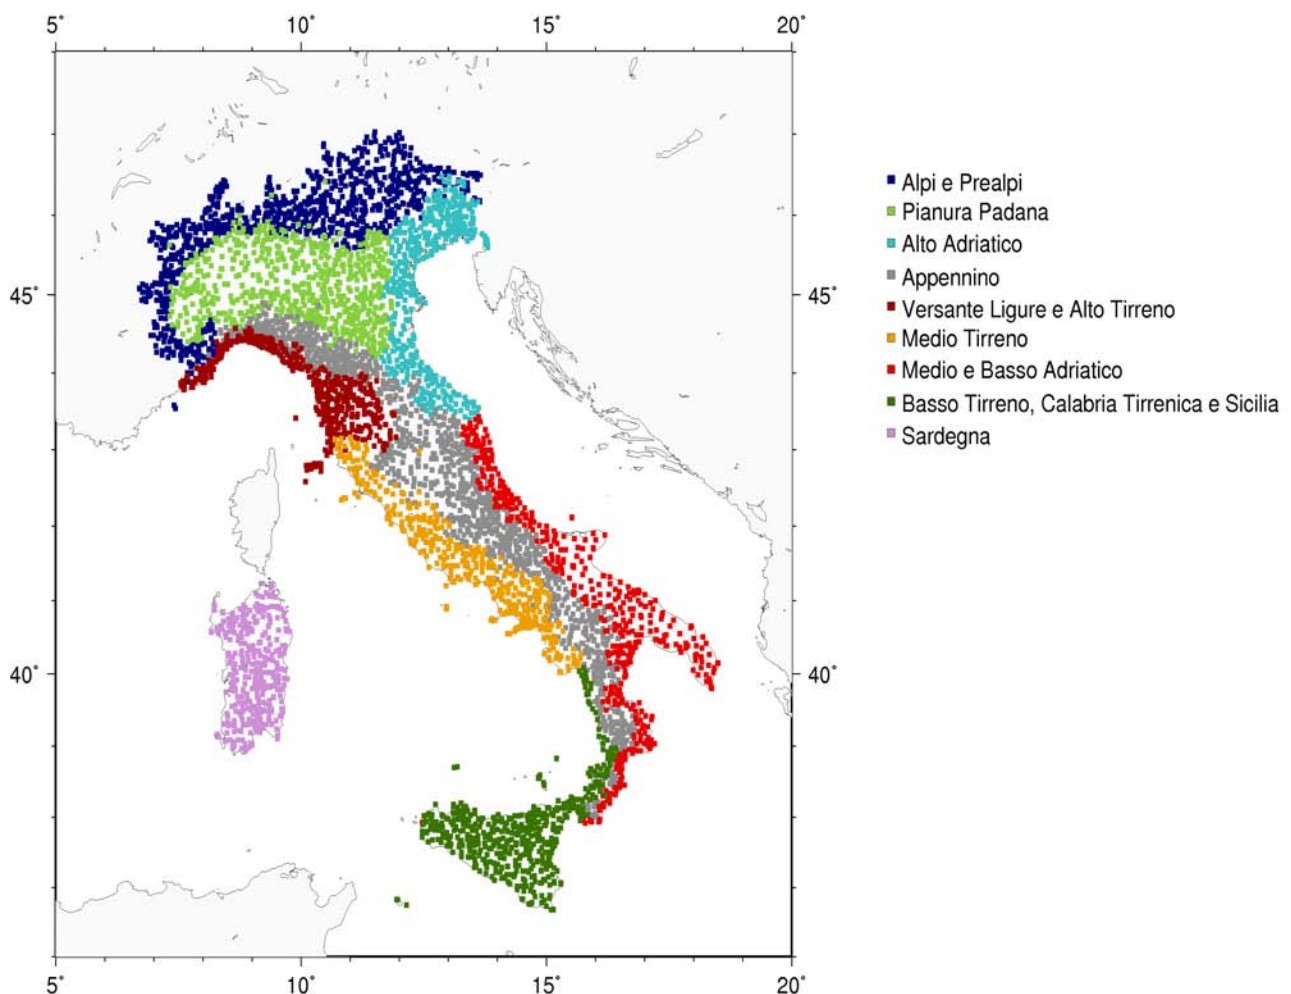 5° 10° 15° 20°
Alpi e Prealpi
Pianura Padana
Alto Adriatico
Appennino
45° 45°
Versante Ligure e Alto Tirreno
Medio Tirreno
Medio e Basso Adriatico
Basso Tirreno, Calabria Tirrenica e Sicilia
Sardegna
40° 40°
5° 10° 15° 20°